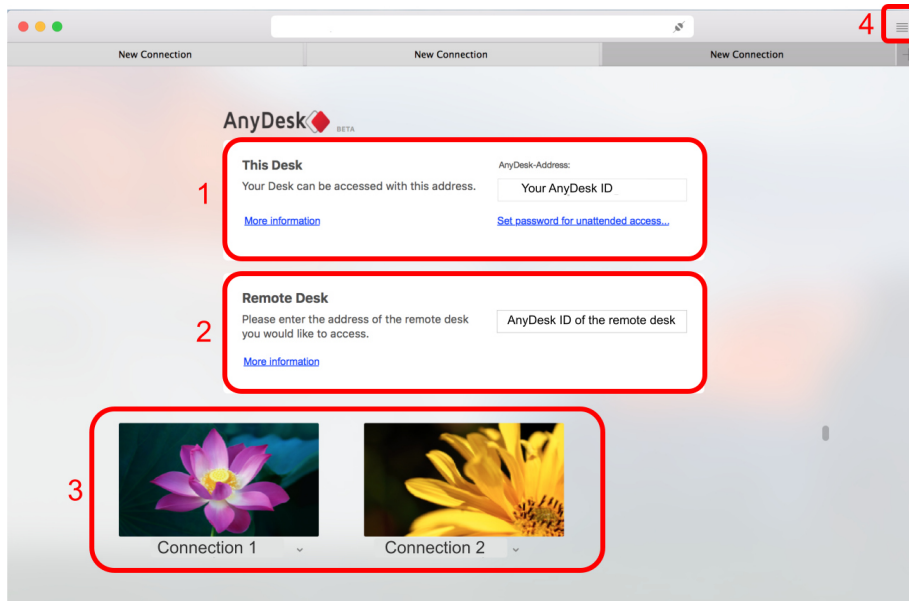 4
New Connection
New Connection
New Connection
AnyDesk BETA
1
This Desk
Your Desk can be accessed with this address.
More information
AnyDesk-Address:
Your AnyDesk ID
Set password for unattended access...
2
Remote Desk
Please enter the address of the remote desk
you would like to access.
More information
AnyDesk ID of the remote desk
3
Connection 1
Connection 2